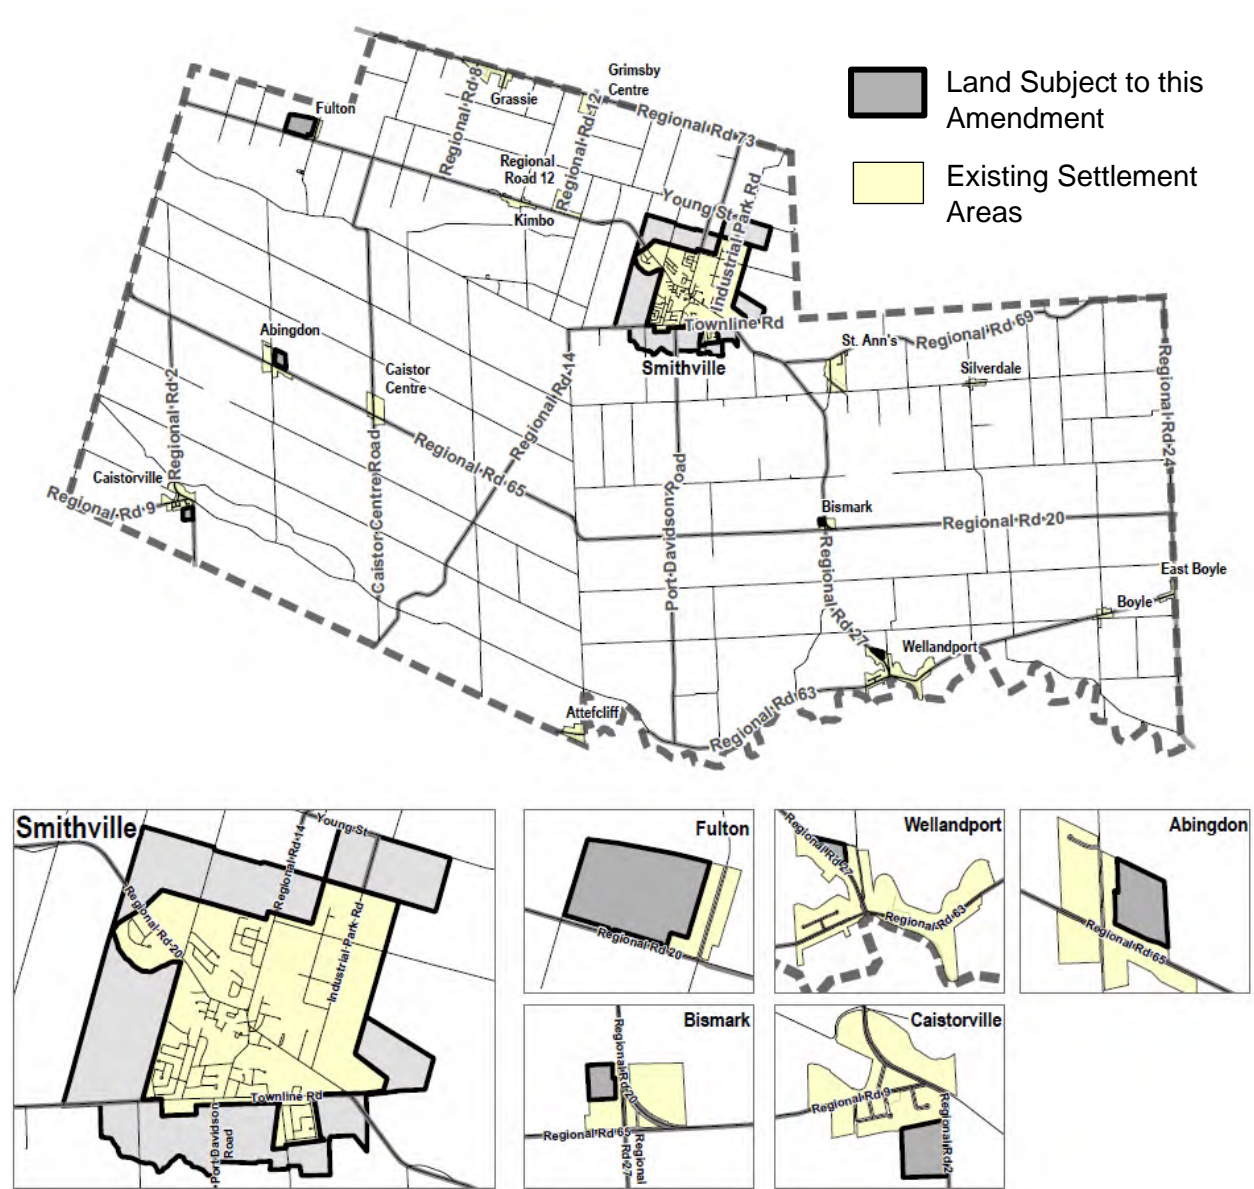 Land Subject to this
Amendment
Existing Settlement
Areas
Grimsby
Centre
Grassie
Fulton
Regional Rd 8
Regional Rd 12
Regional Rd 73
Regional
Road 12
Kimbo
Young St
Industrial Park Rd
Townline Rd
Smithville
Abingdon
Regional Rd 2
Caistor
Centre
Regional Rd 14
St. Ann's
Regional Rd 69
Silverdale
Regional Rd 24
Caistorville
Regional Rd 9
Caistor Centre Road
Regional Rd 65
Port Davidson Road
Bismark
Regional Rd 20
Regional Rd 27
East Boyle
Boyle
Wellandport
Regional Rd 63
Attefcliff
Smithville
Young St
Regional Rd 14
Regional Rd 20
Industrial Park Rd
Townline Rd
Port Davidson
Road
Fulton
Regional Rd 20
Wellandport
Regional Rd 27
Regional Rd 63
Abingdon
Regional Rd 65
Bismark
Regional Rd 20
Regional Rd 65
Regional
Rd 27
Caistorville
Regional Rd 9
Regional Rd 2